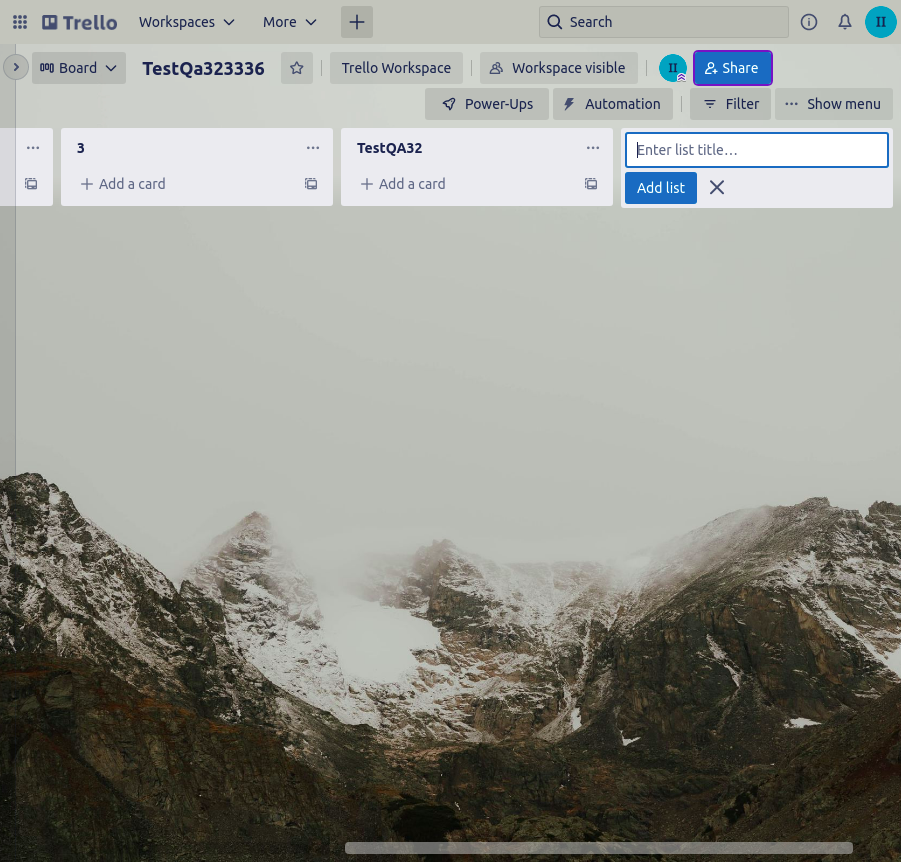 Trello
Workspaces
More
Search
II
Board
TestQa323336
Trello Workspace
Workspace visible
II
Share
Power-Ups
Automation
Filter
Show menu
3
TestQA32
Enter list title…
Add a card
Add a card
Add list